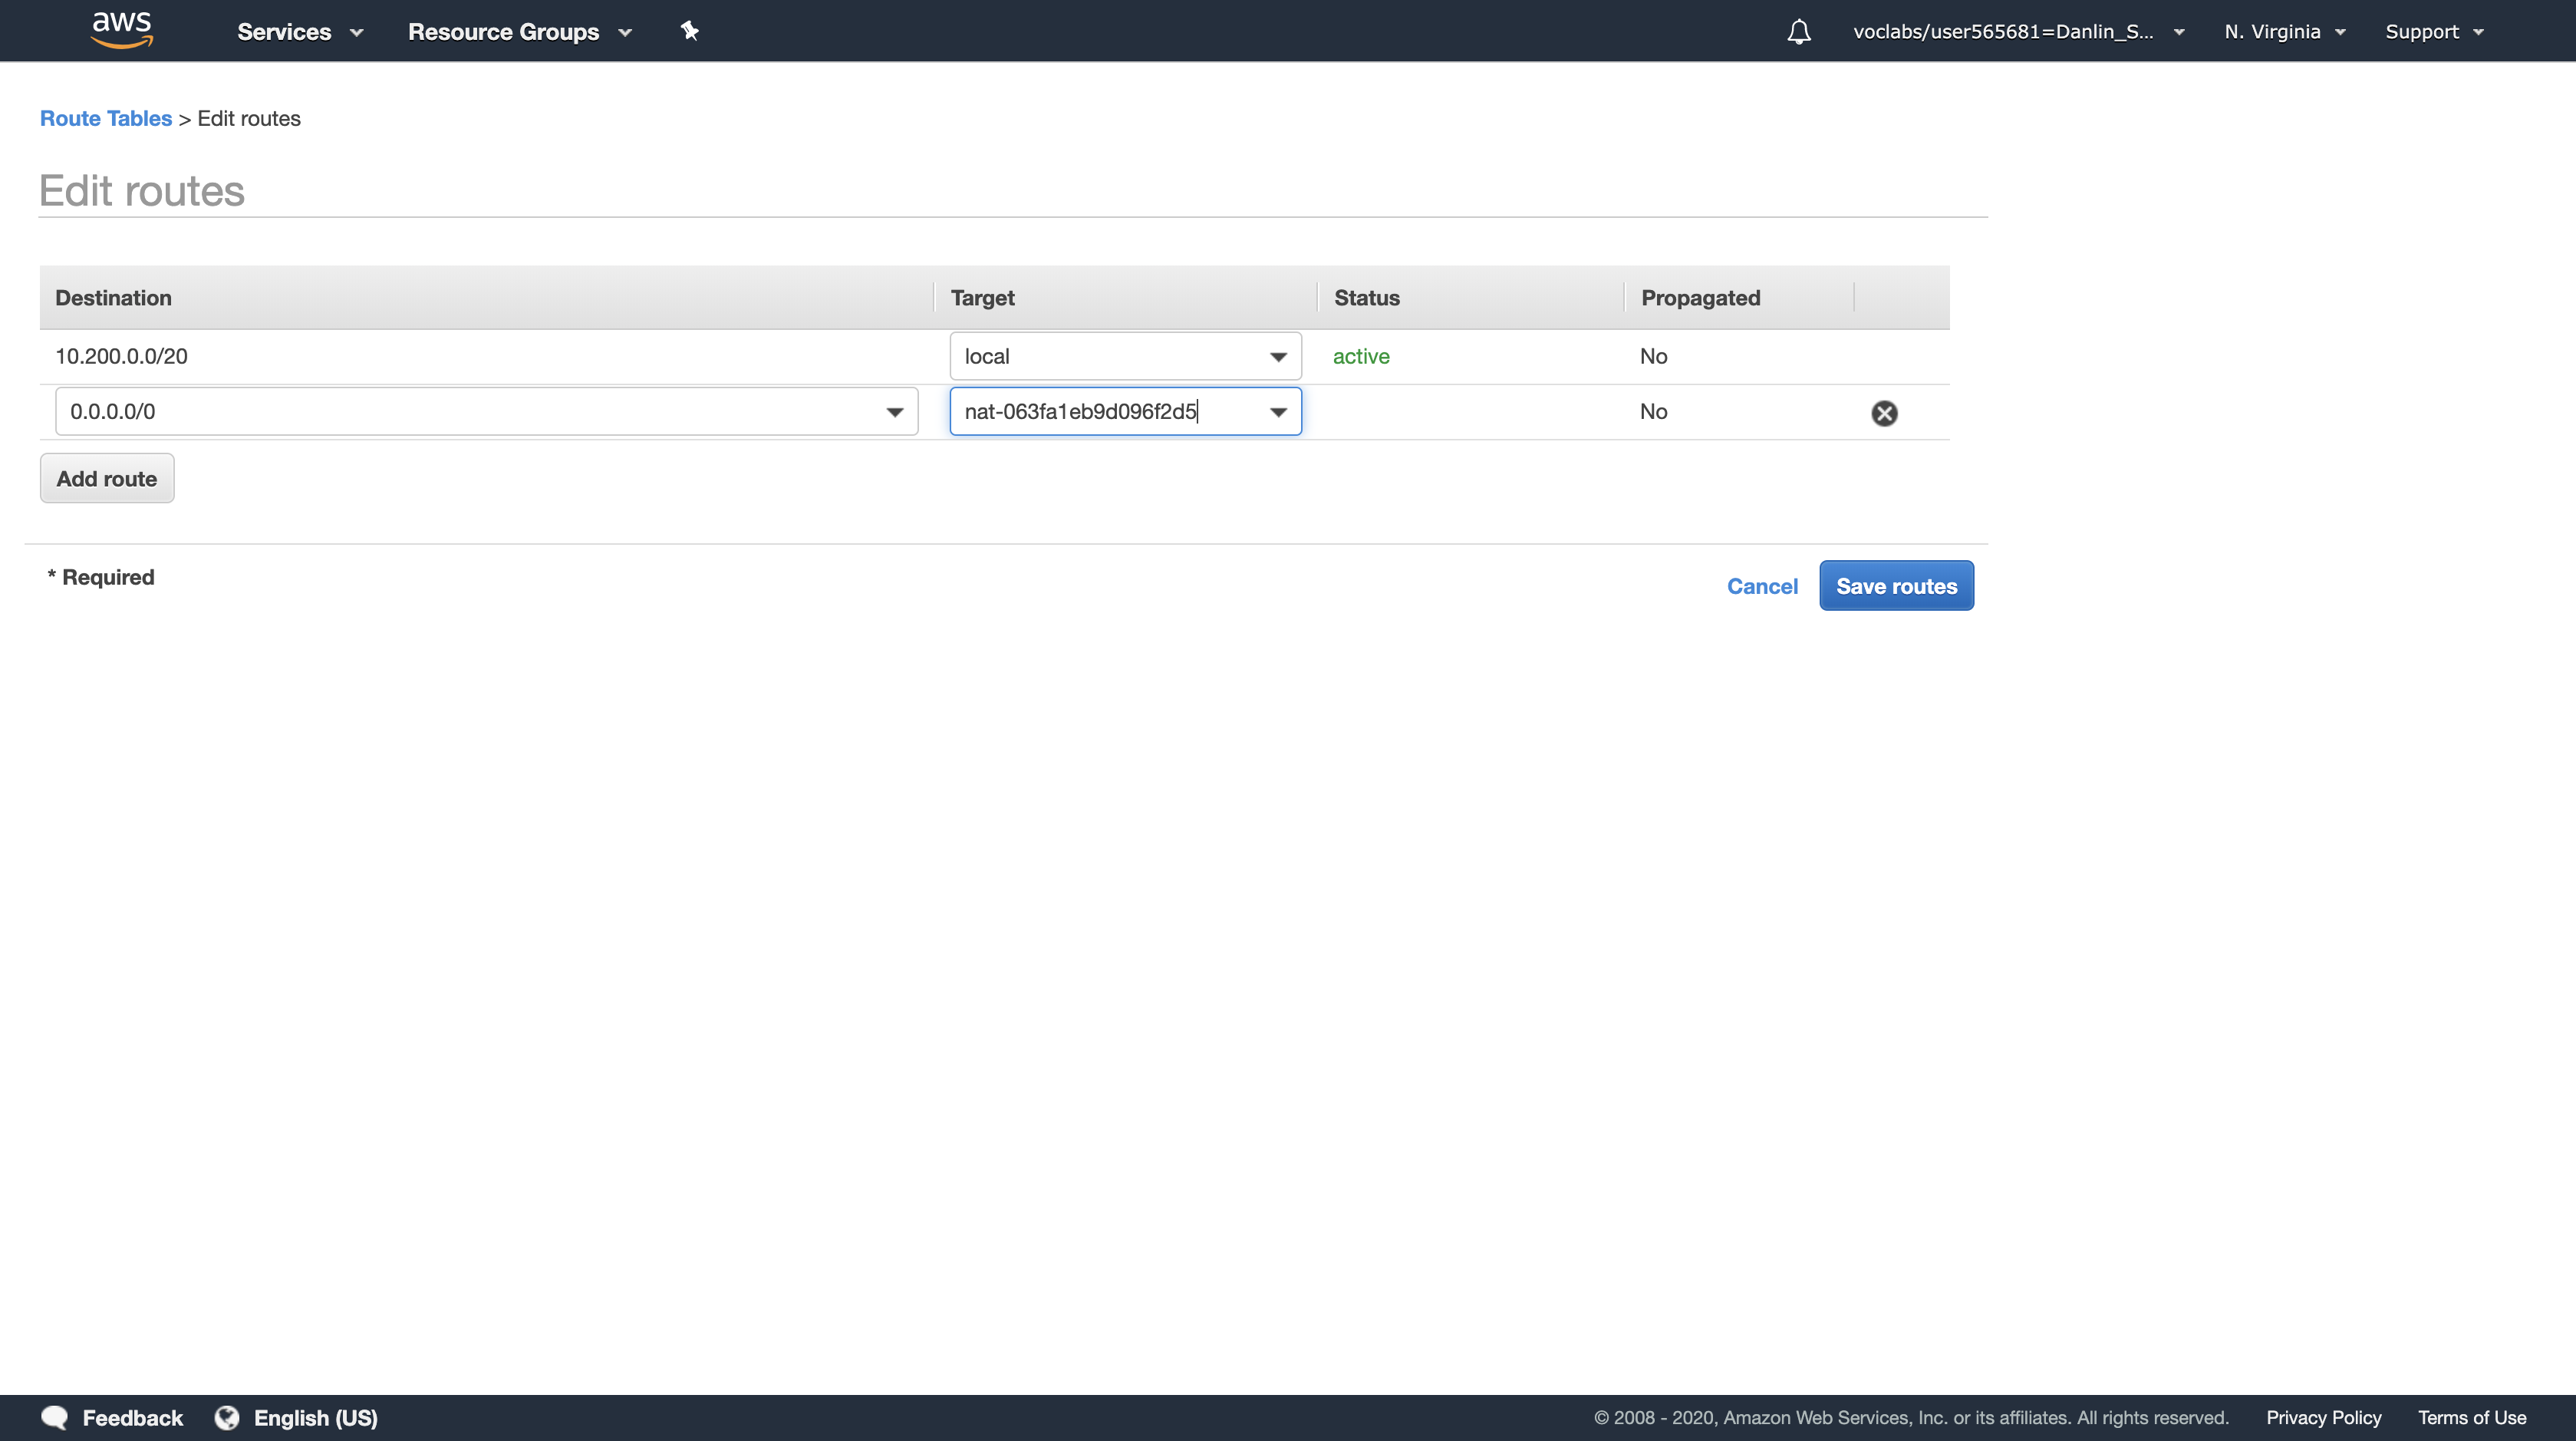 aws Services Resource Groups voclabs/user565681=Danlin_S... N. Virginia Support
Route Tables > Edit routes
Edit routes
Destination Target Status Propagated
10.200.0.0/20 local active No
0.0.0.0/0 nat-063fa1eb9d096f2d5 No
Add route
* Required
Cancel Save routes
Feedback English (US) © 2008 - 2020, Amazon Web Services, Inc. or its affiliates. All rights reserved. Privacy Policy Terms of Use